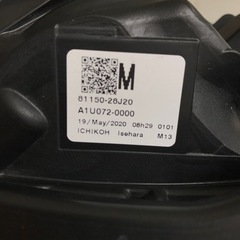 M
81150-28J20
A1U072-0000
19/May/2020 08h29 0101
ICHIKOH Isehara M13